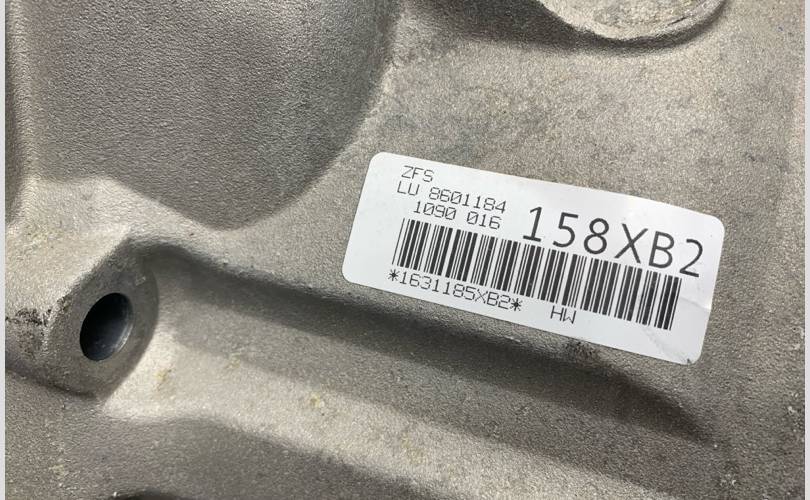 ZFS
LU 8601184
1090 016
158XB2
*1631185XB2*
HW